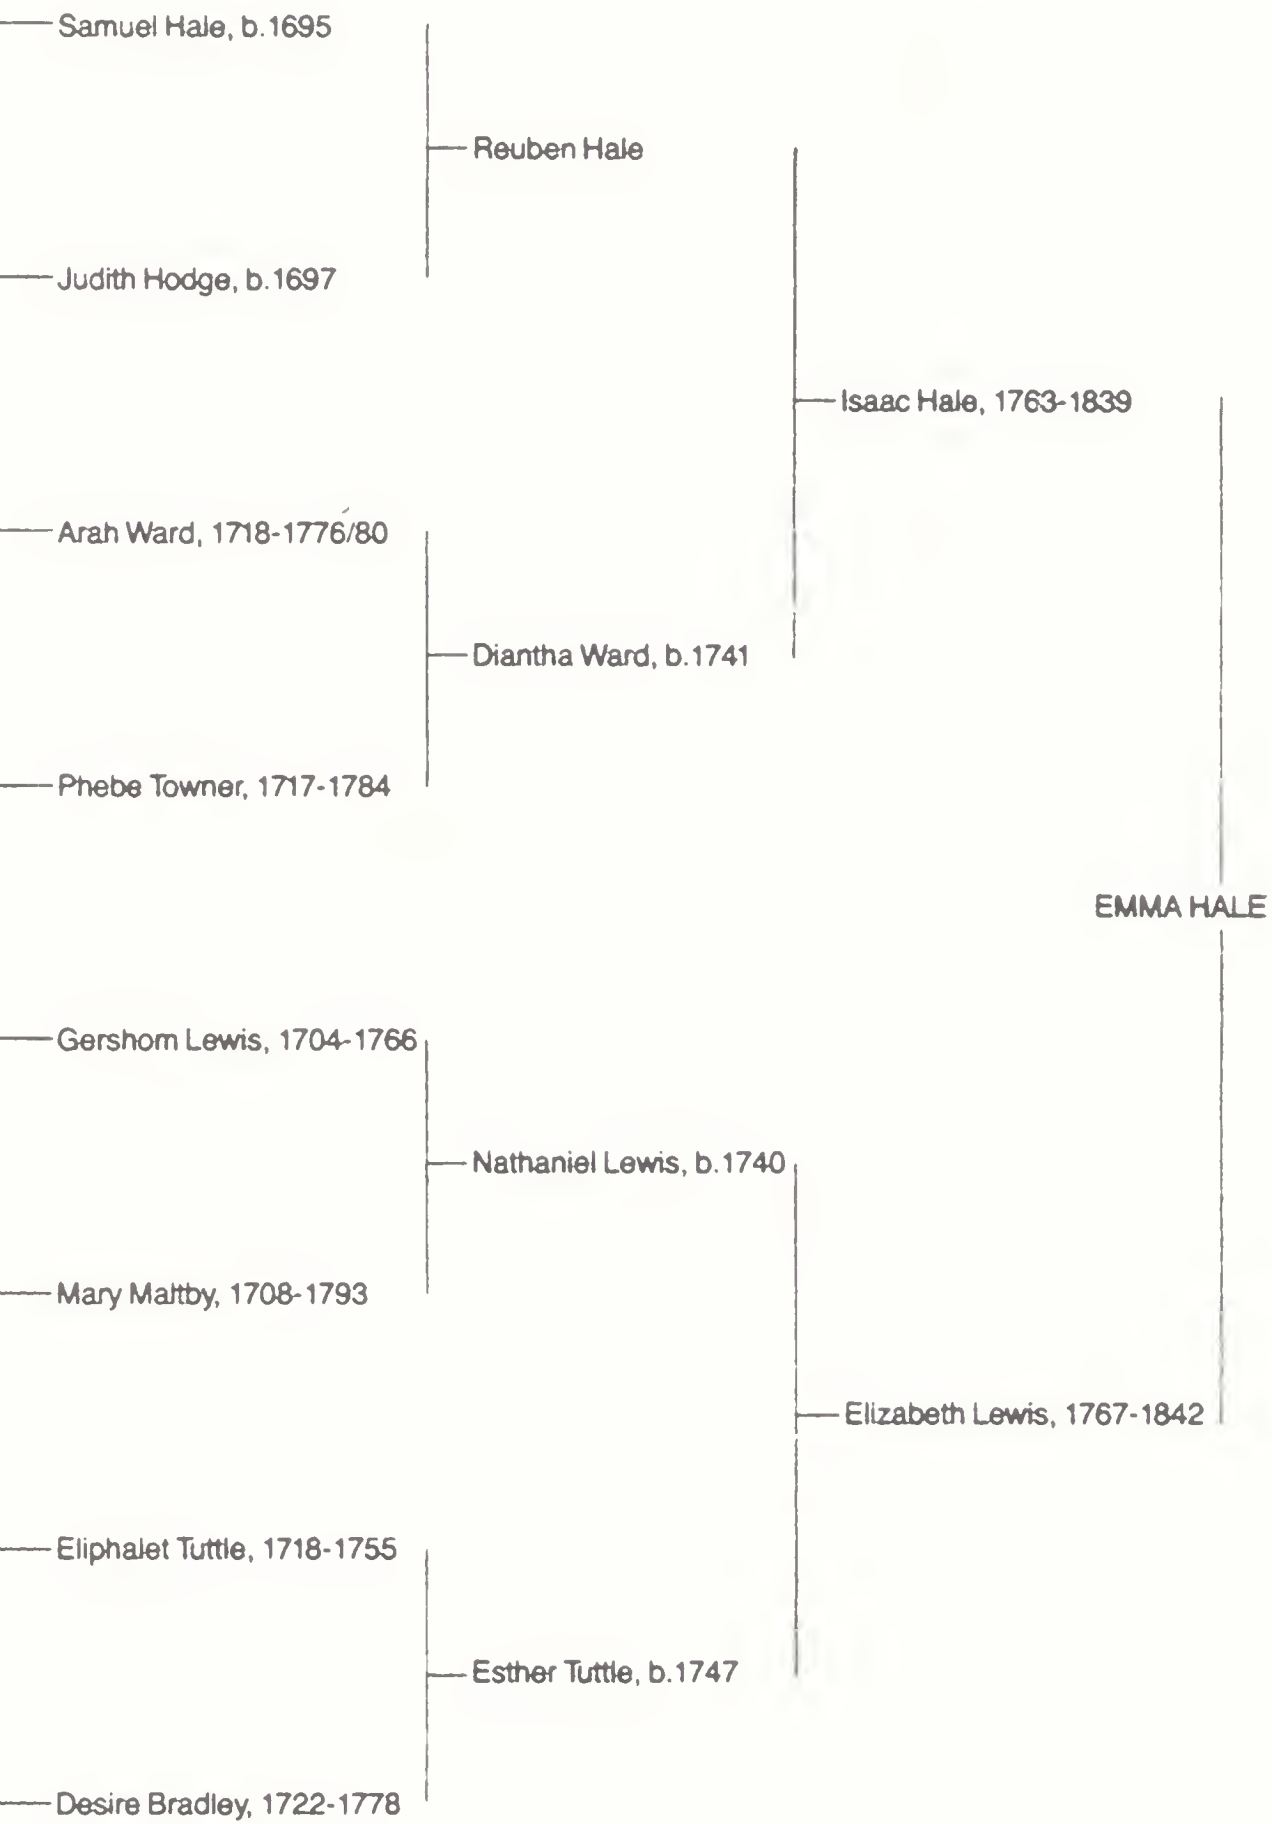 Samuel Hale, b.1695
Reuben Hale
Judith Hodge, b.1697
Isaac Hale, 1763-1839
Arah Ward, 1718-1776/80
Diantha Ward, b.1741
Phebe Towner, 1717-1784
EMMA HALE
Gershom Lewis, 1704-1766
Nathaniel Lewis, b.1740
Mary Maltby, 1708-1793
Elizabeth Lewis, 1767-1842
Eliphalet Tuttle, 1718-1755
Esther Tuttle, b.1747
Desire Bradley, 1722-1778